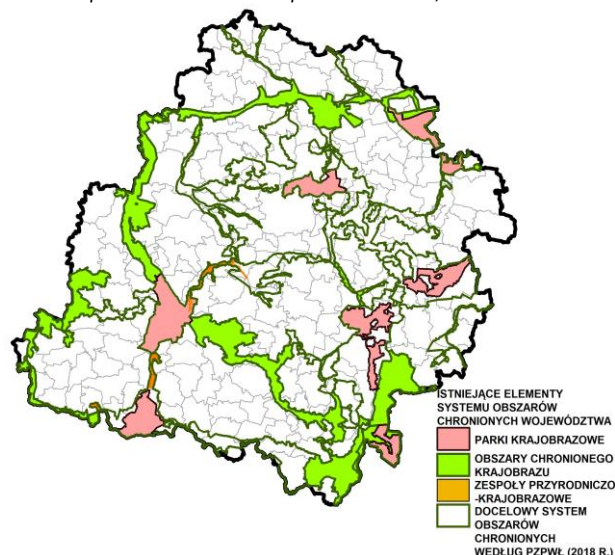 ISTNIEJĄCE ELEMENTY
SYSTEMU OBSZARÓW
CHRONIONYCH WOJEWÓDZTWA
PARKI KRAJOBRAZOWE
OBSZARY CHRONIONEGO
KRAJOBRAZU
ZESPOŁY PRZYRODNICZO
-KRAJOBRAZOWE
DOCELOWY SYSTEM
OBSZARÓW
CHRONIONYCH
WEDŁUG PZPWŁ (2018 R.)